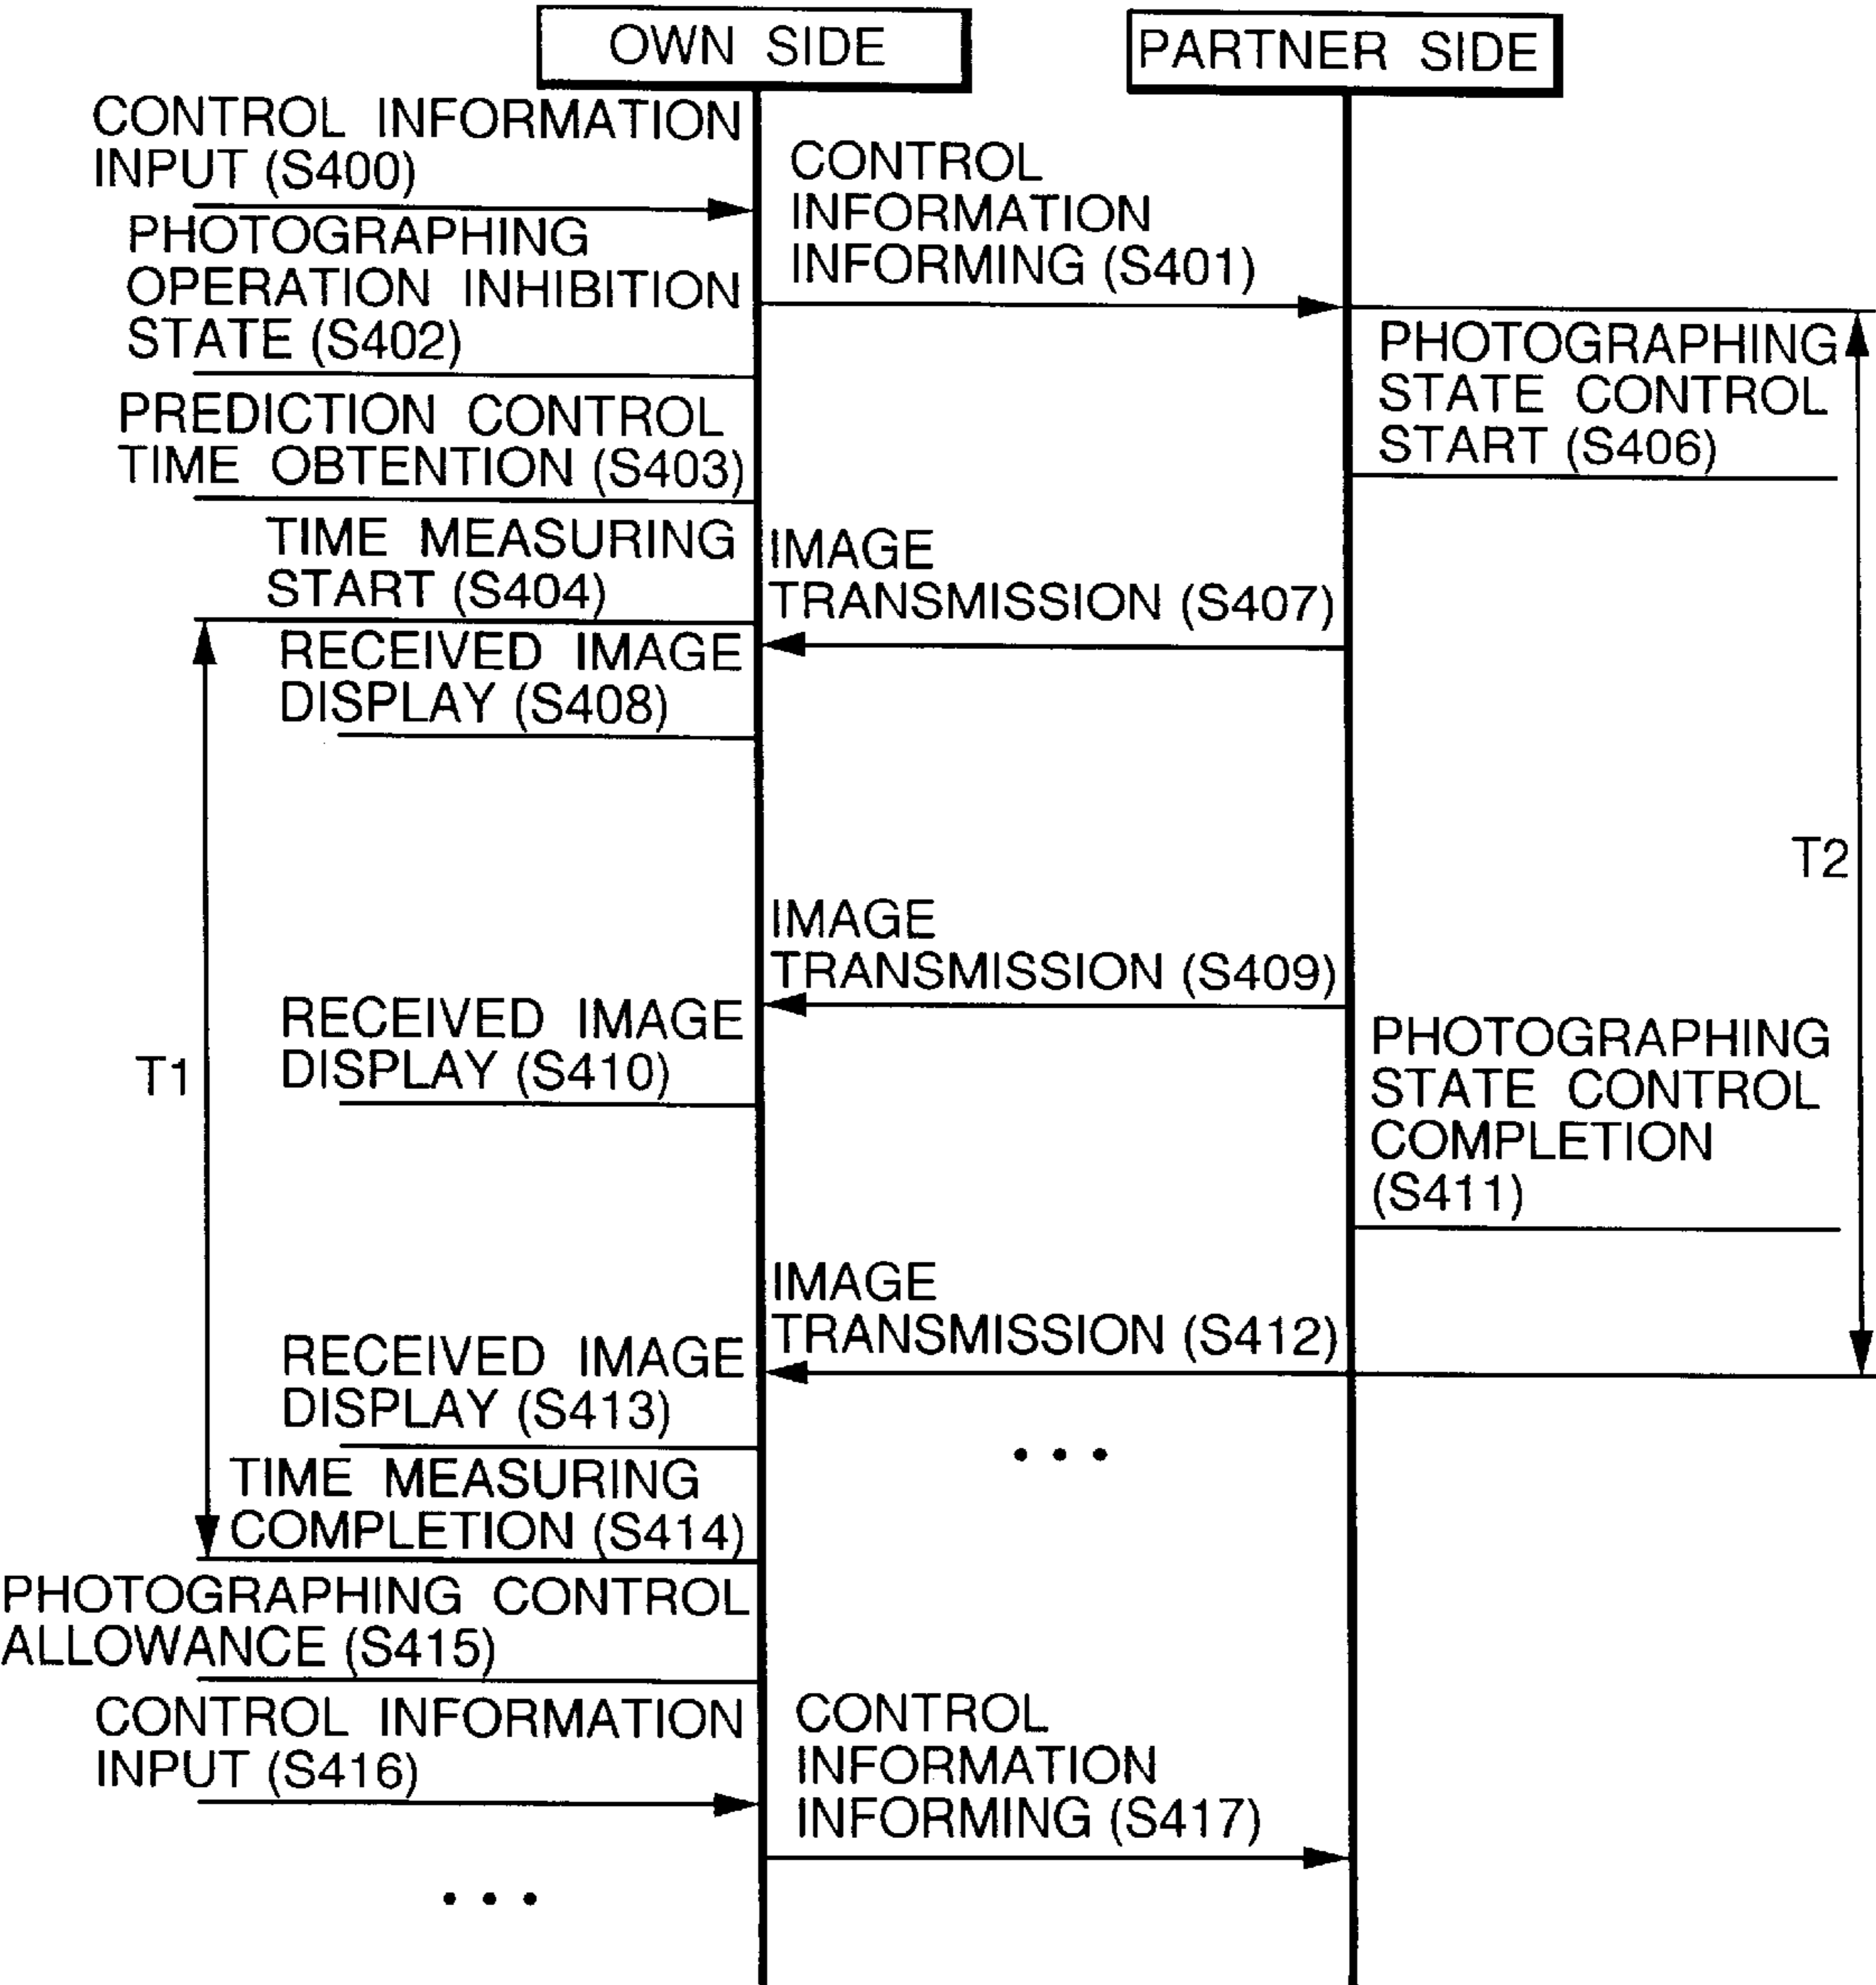 OWN SIDE
PARTNER SIDE
CONTROL INFORMATION
INPUT (S400)
CONTROL
INFORMATION
INFORMING (S401)
PHOTOGRAPHING
OPERATION INHIBITION
STATE (S402)
PHOTOGRAPHING
STATE CONTROL
START (S406)
PREDICTION CONTROL
TIME OBTENTION (S403)
TIME MEASURING
START (S404)
IMAGE
TRANSMISSION (S407)
RECEIVED IMAGE
DISPLAY (S408)
T2
IMAGE
TRANSMISSION (S409)
RECEIVED IMAGE
DISPLAY (S410)
T1
PHOTOGRAPHING
STATE CONTROL
COMPLETION
(S411)
IMAGE
TRANSMISSION (S412)
RECEIVED IMAGE
DISPLAY (S413)
• • •
TIME MEASURING
COMPLETION (S414)
PHOTOGRAPHING CONTROL
ALLOWANCE (S415)
CONTROL INFORMATION
INPUT (S416)
CONTROL
INFORMATION
INFORMING (S417)
• • •